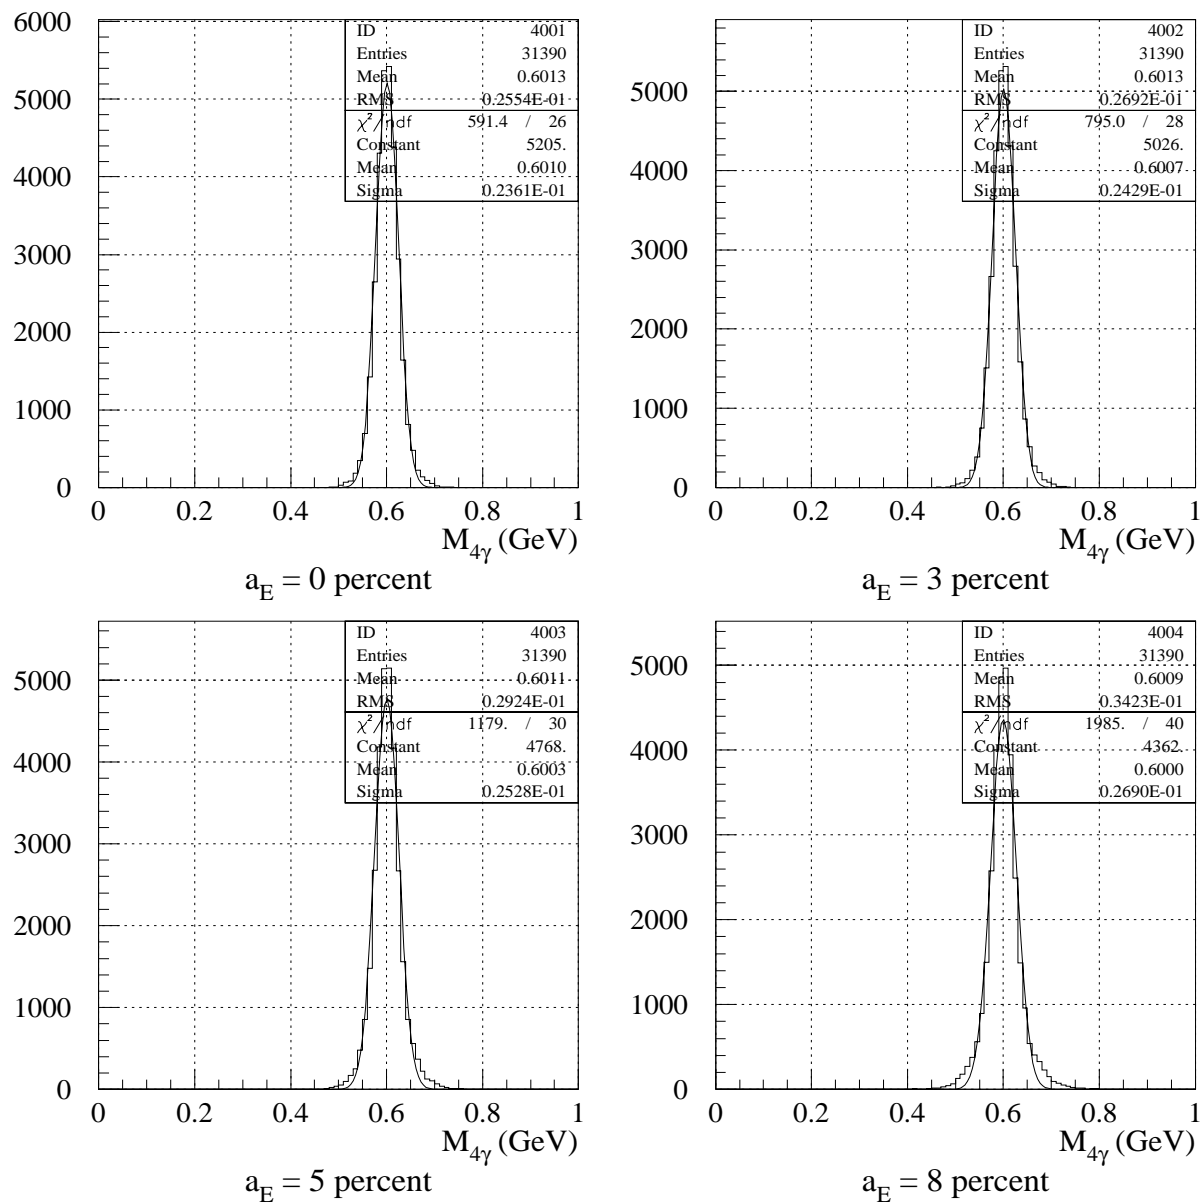 6000
5000
4000
3000
2000
1000
0
0 0.2 0.4 0.6 0.8 1
ID 4001
Entries 31390
Mean 0.6013
RMS 0.2554E-01
χ²/ndf 591.4 / 26
Constant 5205.
Mean 0.6010
Sigma 0.2361E-01
M4γ (GeV)
aE = 0 percent
5000
4000
3000
2000
1000
0
0 0.2 0.4 0.6 0.8 1
ID 4002
Entries 31390
Mean 0.6013
RMS 0.2692E-01
χ²/ndf 795.0 / 28
Constant 5026.
Mean 0.6007
Sigma 0.2429E-01
M4γ (GeV)
aE = 3 percent
5000
4000
3000
2000
1000
0
0 0.2 0.4 0.6 0.8 1
ID 4003
Entries 31390
Mean 0.6011
RMS 0.2924E-01
χ²/ndf 1179. / 30
Constant 4768.
Mean 0.6003
Sigma 0.2528E-01
M4γ (GeV)
aE = 5 percent
5000
4000
3000
2000
1000
0
0 0.2 0.4 0.6 0.8 1
ID 4004
Entries 31390
Mean 0.6009
RMS 0.3423E-01
χ²/ndf 1985. / 40
Constant 4362.
Mean 0.6000
Sigma 0.2690E-01
M4γ (GeV)
aE = 8 percent